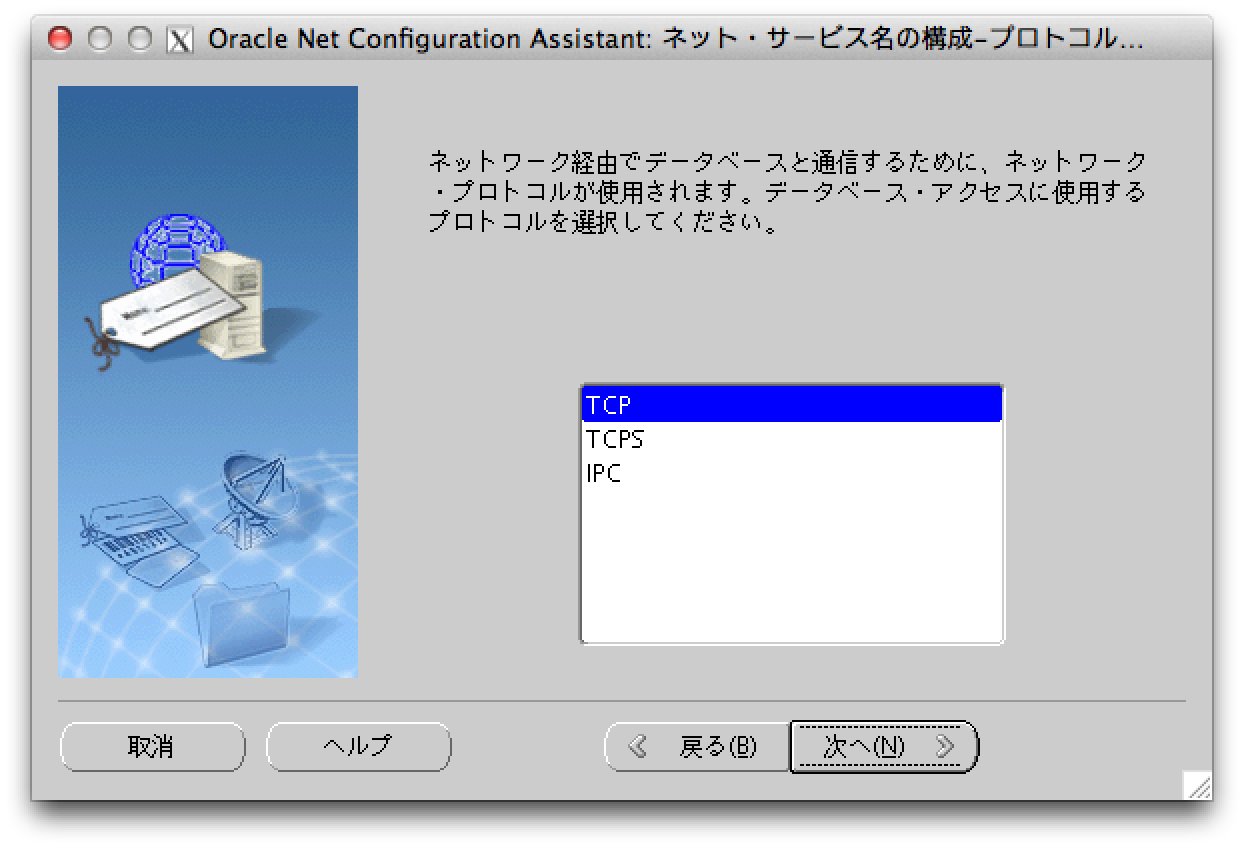 Oracle Net Configuration Assistant: ネット・サービス名の構成-プロトコル...
ネットワーク経由でデータベースと通信するために、ネットワーク
・プロトコルが使用されます。データベース・アクセスに使用する
プロトコルを選択してください。
TCP
TCPS
IPC
取消
ヘルプ
戻る(B)
次へ(N)